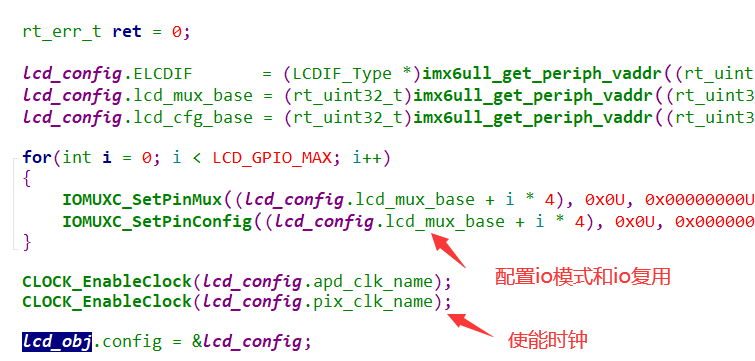 rt_err_t ret = 0;
lcd_config.ELCDIF = (LCDIF_Type *)imx6ull_get_periph_vaddr((rt_uint
lcd_config.lcd_mux_base = (rt_uint32_t)imx6ull_get_periph_vaddr((rt_uint3
lcd_config.lcd_cfg_base = (rt_uint32_t)imx6ull_get_periph_vaddr((rt_uint3
for(int i = 0; i < LCD_GPIO_MAX; i++)
{
IOMUXC_SetPinMux((lcd_config.lcd_mux_base + i * 4), 0x0U, 0x00000000U
IOMUXC_SetPinConfig((lcd_config.lcd_mux_base + i * 4), 0x0U, 0x000000
}
配置io模式和io复用
CLOCK_EnableClock(lcd_config.apd_clk_name);
CLOCK_EnableClock(lcd_config.pix_clk_name);
使能时钟
lcd_obj.config = &lcd_config;